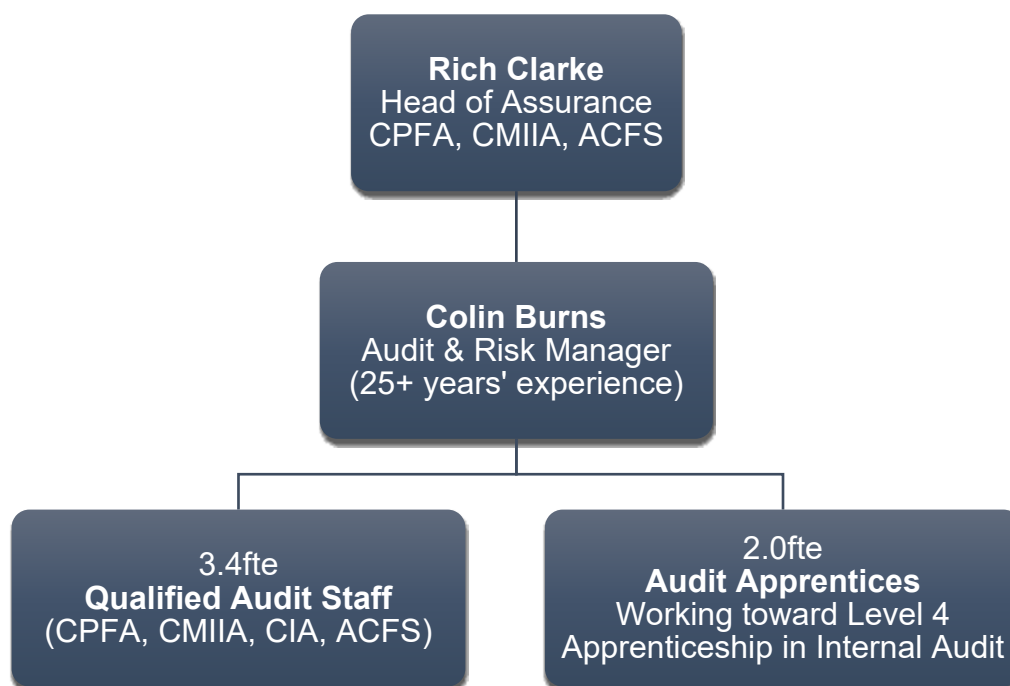 Rich Clarke
Head of Assurance
CPFA, CMIIA, ACFS
Colin Burns
Audit & Risk Manager
(25+ years' experience)
3.4fte
Qualified Audit Staff
(CPFA, CMIIA, CIA, ACFS)
2.0fte
Audit Apprentices
Working toward Level 4
Apprenticeship in Internal Audit